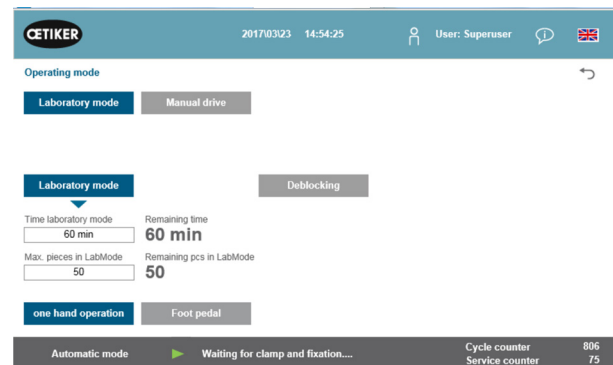 OETIKER
2017\03\23 14:54:25
User: Superuser
i
Operating mode
Laboratory mode Manual drive
Laboratory mode Deblocking
Time laboratory mode Remaining time
60 min 60 min
Max. pieces in LabMode Remaining pcs in LabMode
50 50
one hand operation Foot pedal
Automatic mode Waiting for clamp and fixation....
Cycle counter 806
Service counter 75